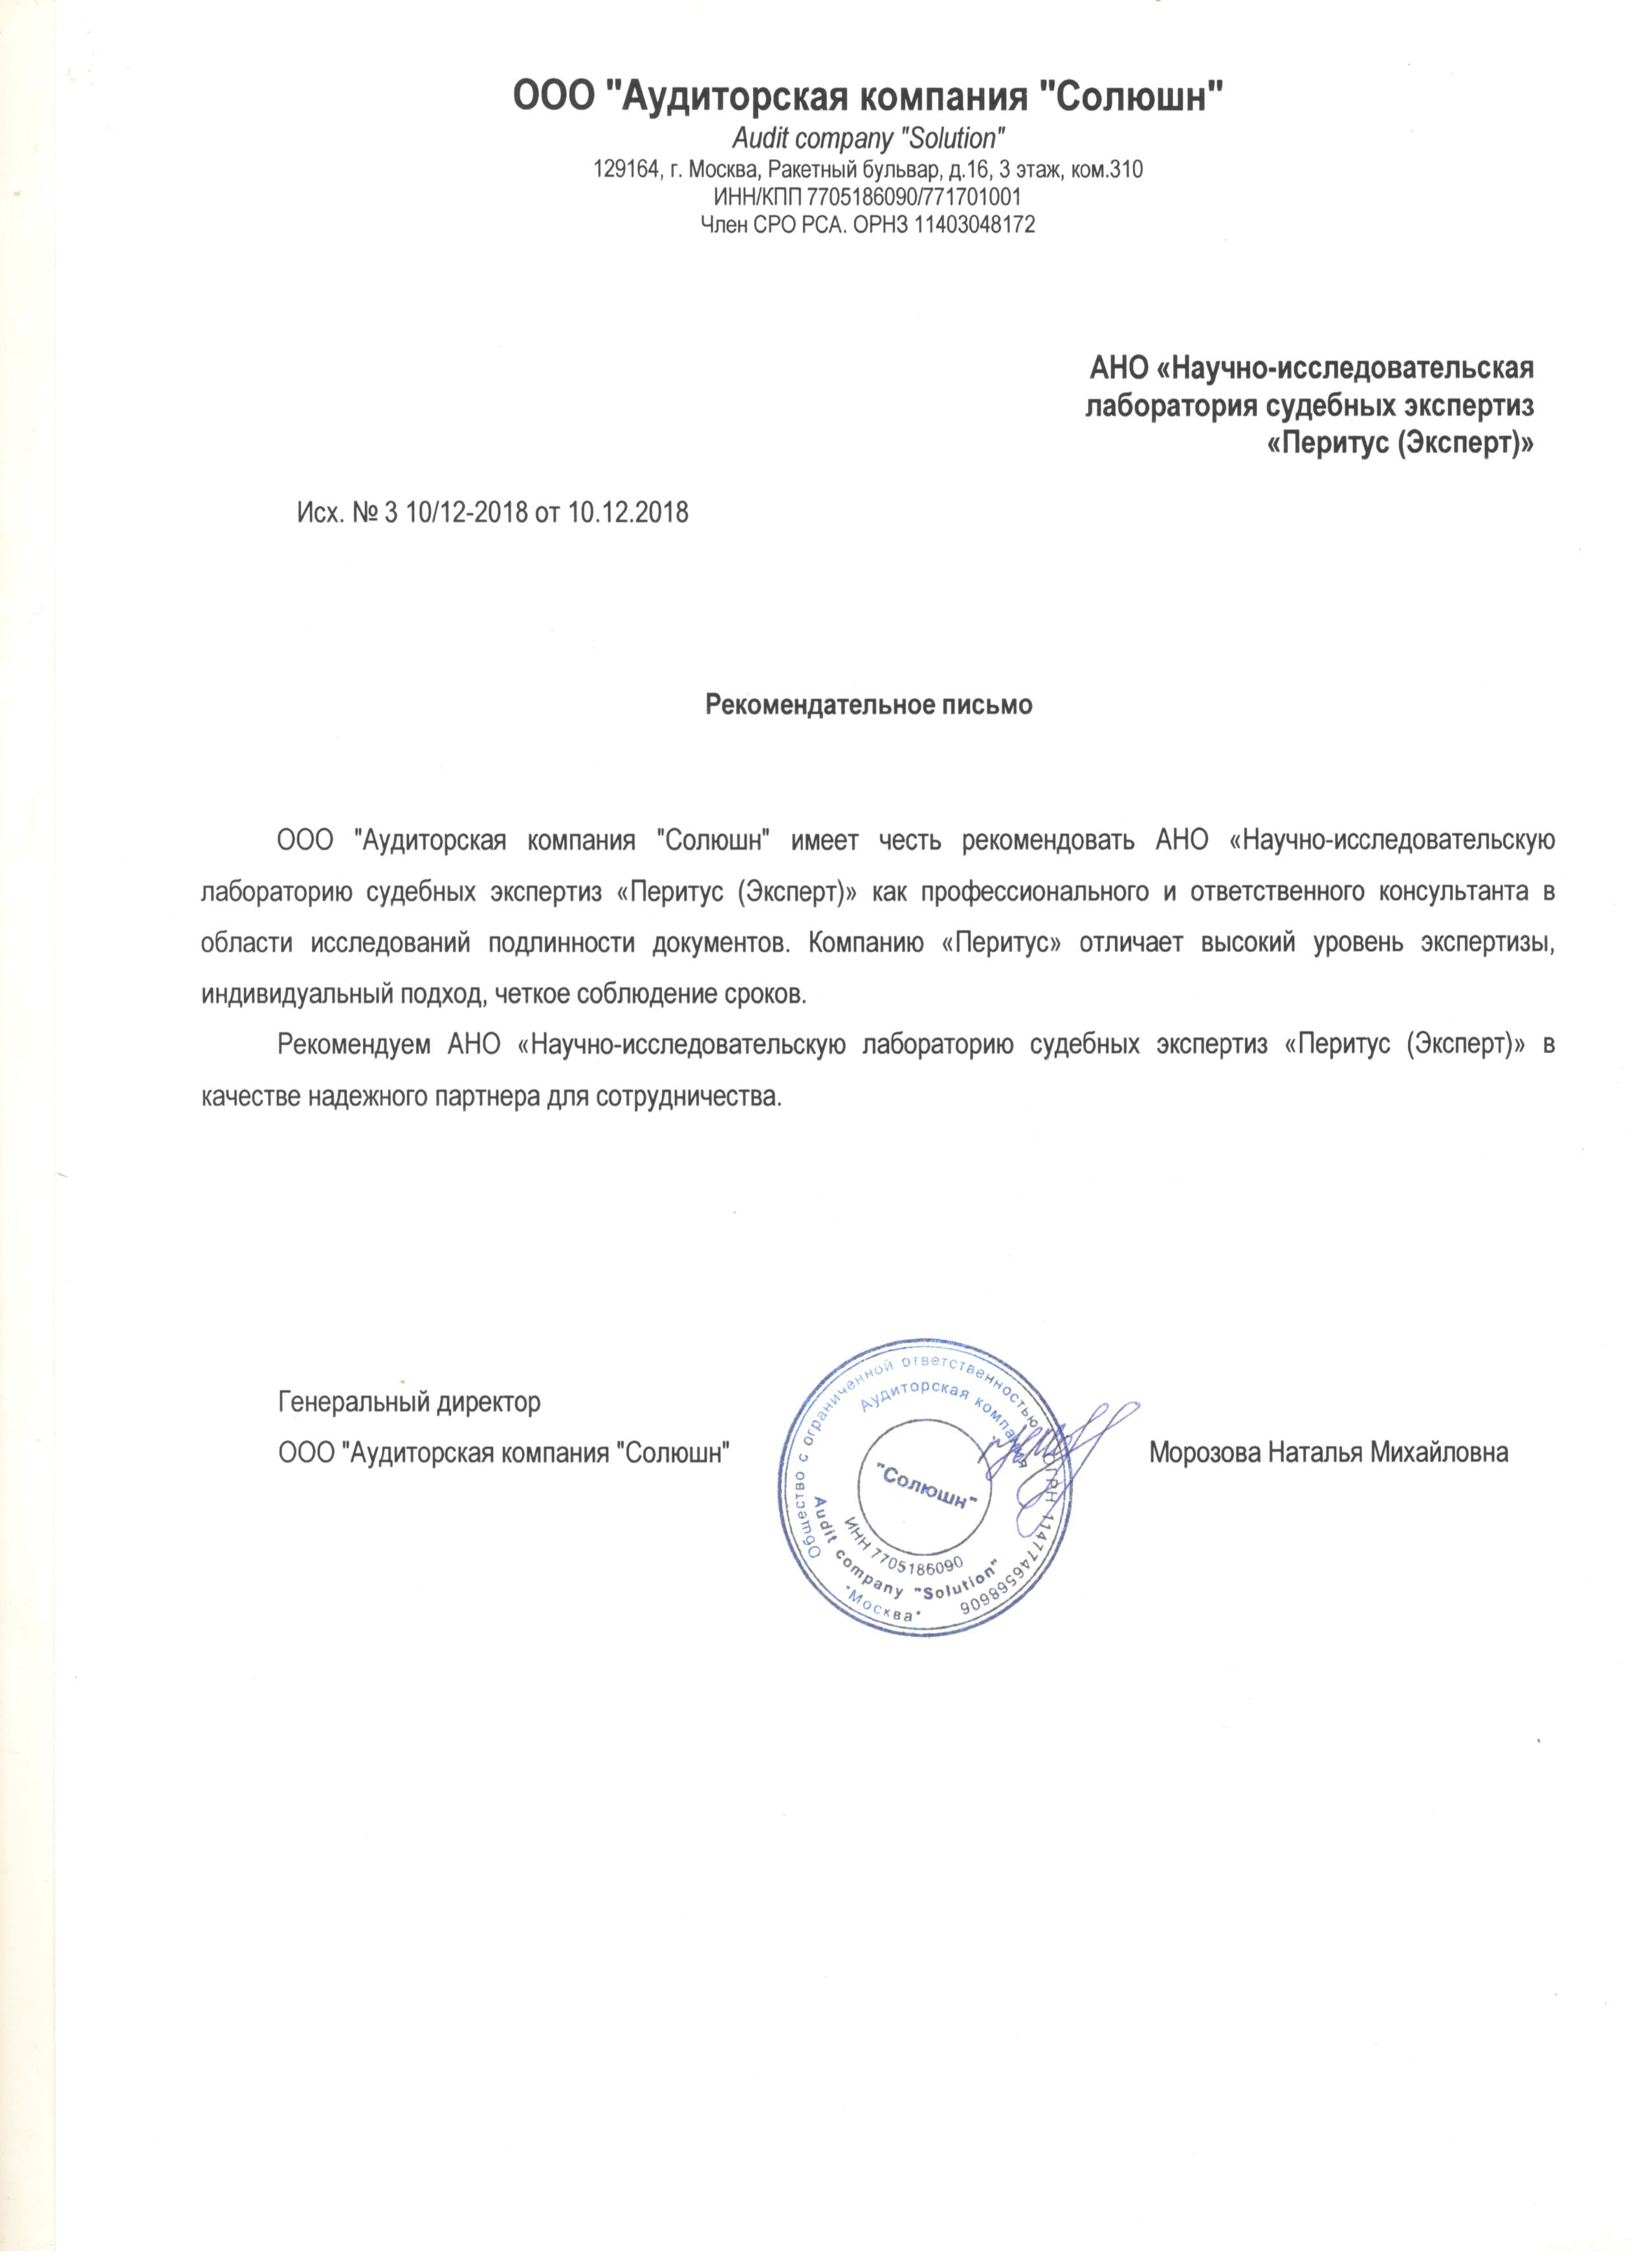 ООО "Аудиторская компания "Солюшн"
Audit company "Solution"
129164, г. Москва, Ракетный бульвар, д.16, 3 этаж, ком.310
ИНН/КПП 7705186090/771701001
Член СРО РСА. ОРНЗ 11403048172
АНО «Научно-исследовательская
лаборатория судебных экспертиз
«Перитус (Эксперт)»
Исх. № 3 10/12-2018 от 10.12.2018
Рекомендательное письмо
ООО "Аудиторская компания "Солюшн" имеет честь рекомендовать АНО «Научно-исследовательскую
лабораторию судебных экспертиз «Перитус (Эксперт)» как профессионального и ответственного консультанта в
области исследований подлинности документов. Компанию «Перитус» отличает высокий уровень экспертизы,
индивидуальный подход, четкое соблюдение сроков.
Рекомендуем АНО «Научно-исследовательскую лабораторию судебных экспертиз «Перитус (Эксперт)» в
качестве надежного партнера для сотрудничества.
Генеральный директор
ООО "Аудиторская компания "Солюшн"
Морозова Наталья Михайловна
Общество с ограниченной ответственностью
ОГРН 1147746568606
*Москва*
Аудиторская компания
Audit company "Solution"
ИНН 7705186090
"Солюшн"